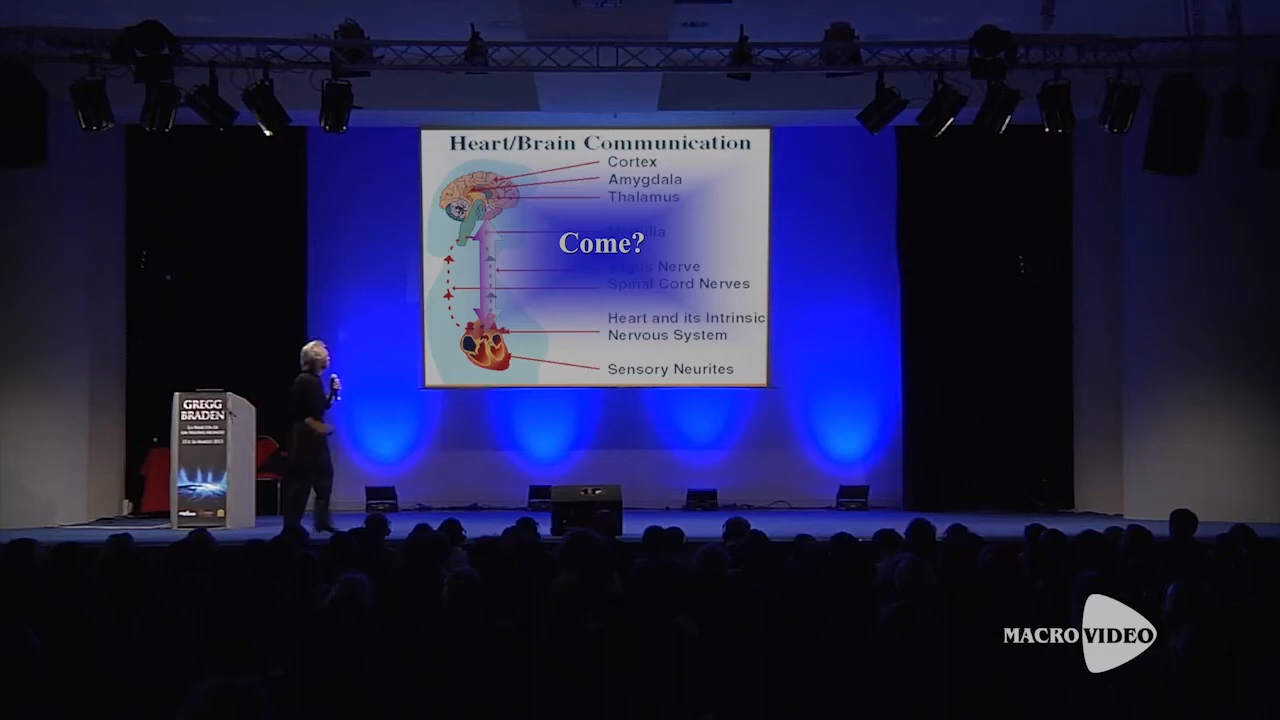 Heart/Brain Communication
Cortex
Amygdala
Thalamus
Come?
Nerve
Spinal Cord Nerves
Heart and its Intrinsic
Nervous System
Sensory Neurites
GREGG
BRADEN
MACRO VIDEO